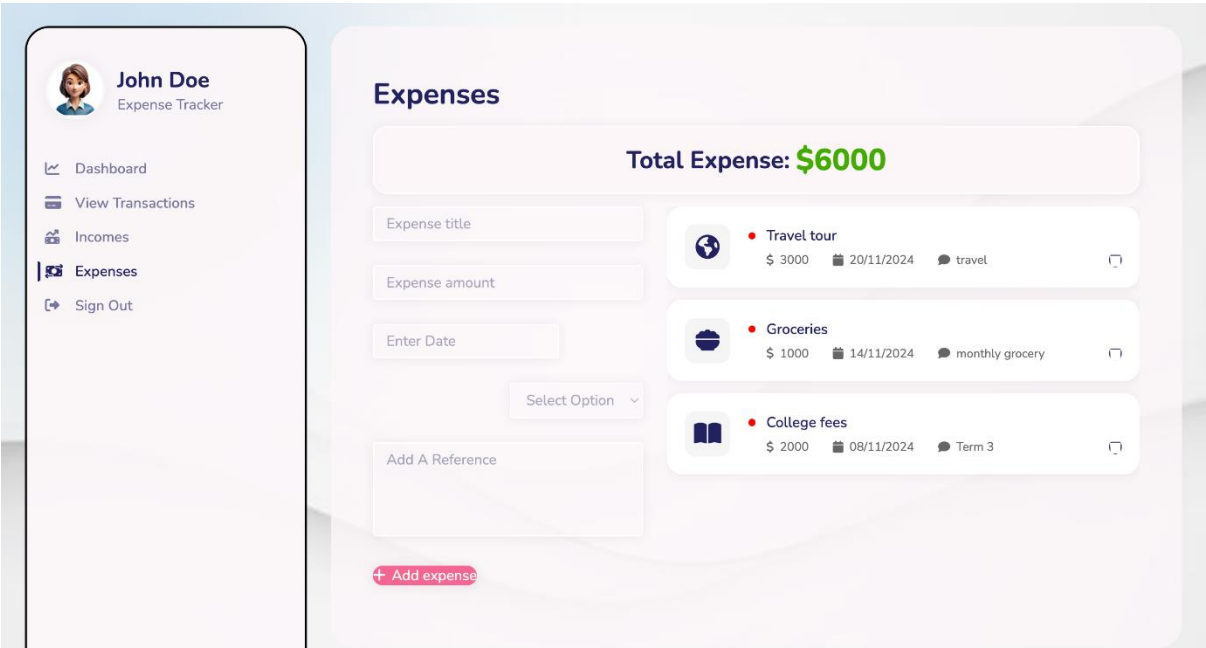 John Doe
Expense Tracker
Dashboard
View Transactions
Incomes
Expenses
Sign Out
Expenses
Total Expense: $6000
Expense title
Expense amount
Enter Date
Select Option
Add A Reference
+ Add expense
Travel tour
$ 3000 20/11/2024 travel
Groceries
$ 1000 14/11/2024 monthly grocery
College fees
$ 2000 08/11/2024 Term 3